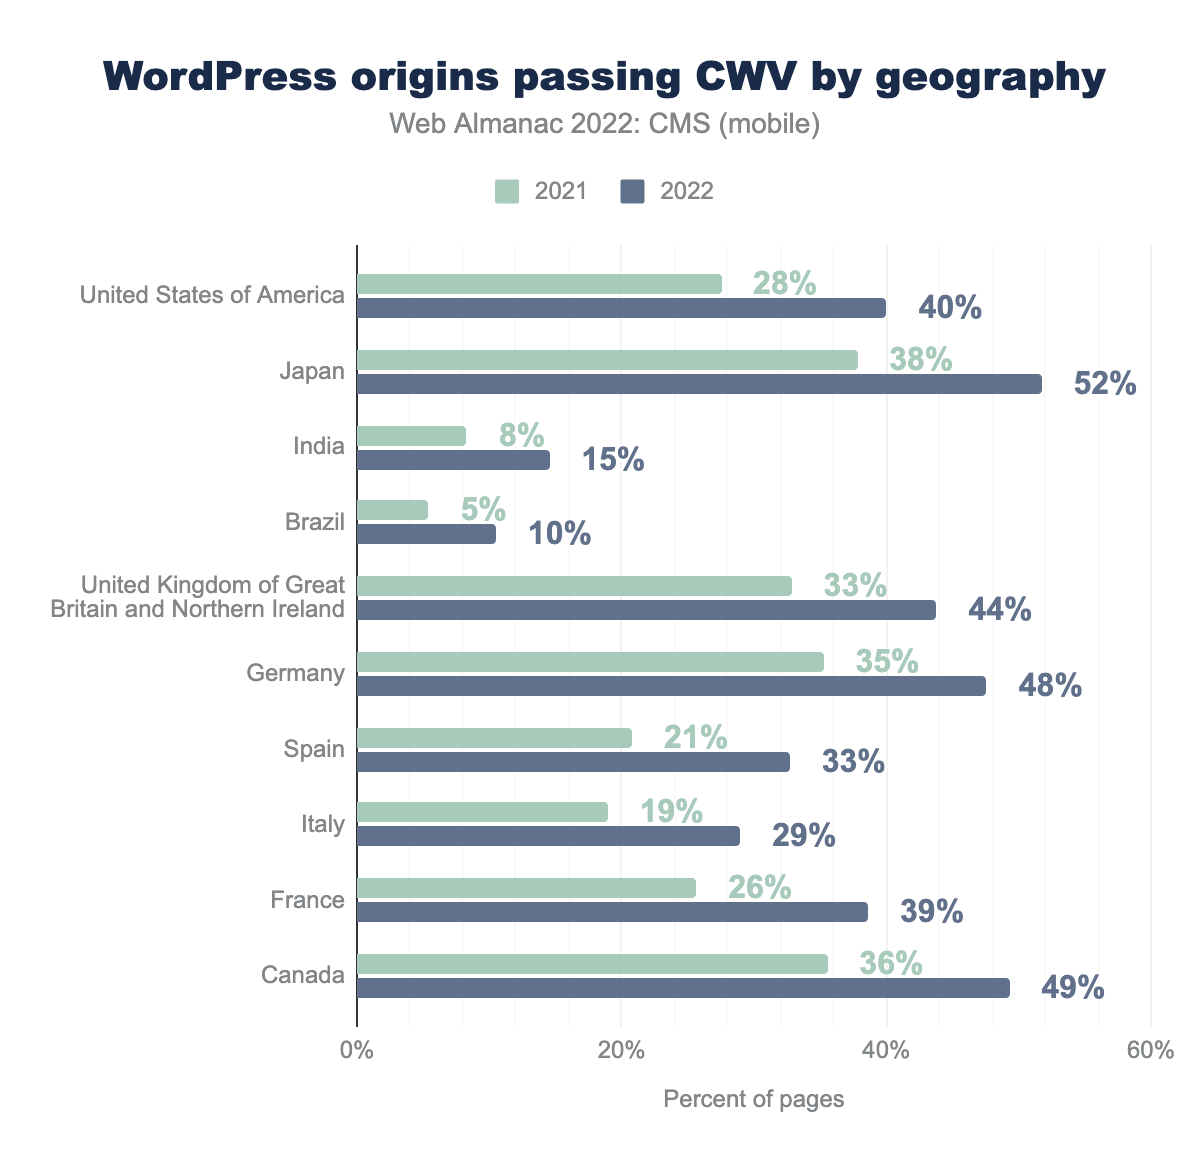 WordPress origins passing CWV by geography
Web Almanac 2022: CMS (mobile)
2021 2022
United States of America 28% 40%
Japan 38% 52%
India 8% 15%
Brazil 5% 10%
United Kingdom of Great
Britain and Northern Ireland 33% 44%
Germany 35% 48%
Spain 21% 33%
Italy 19% 29%
France 26% 39%
Canada 36% 49%
0% 20% 40% 60%
Percent of pages